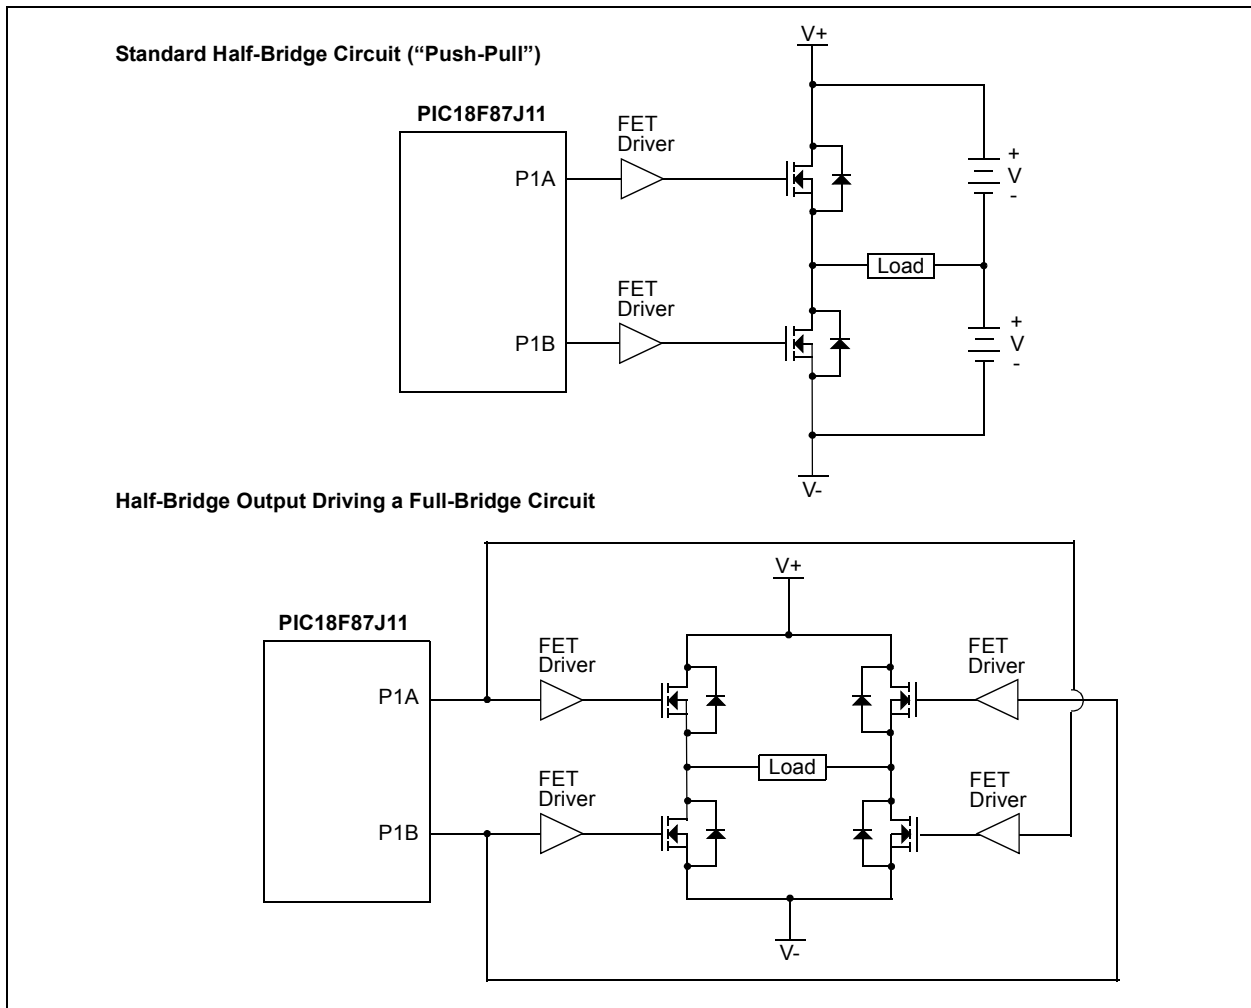 Standard Half-Bridge Circuit (“Push-Pull”)
V+
PIC18F87J11
FET
Driver
P1A
+
V
-
Load
FET
Driver
P1B
+
V
-
V-
Half-Bridge Output Driving a Full-Bridge Circuit
V+
PIC18F87J11
FET
Driver
FET
Driver
P1A
Load
FET
Driver
FET
Driver
P1B
V-